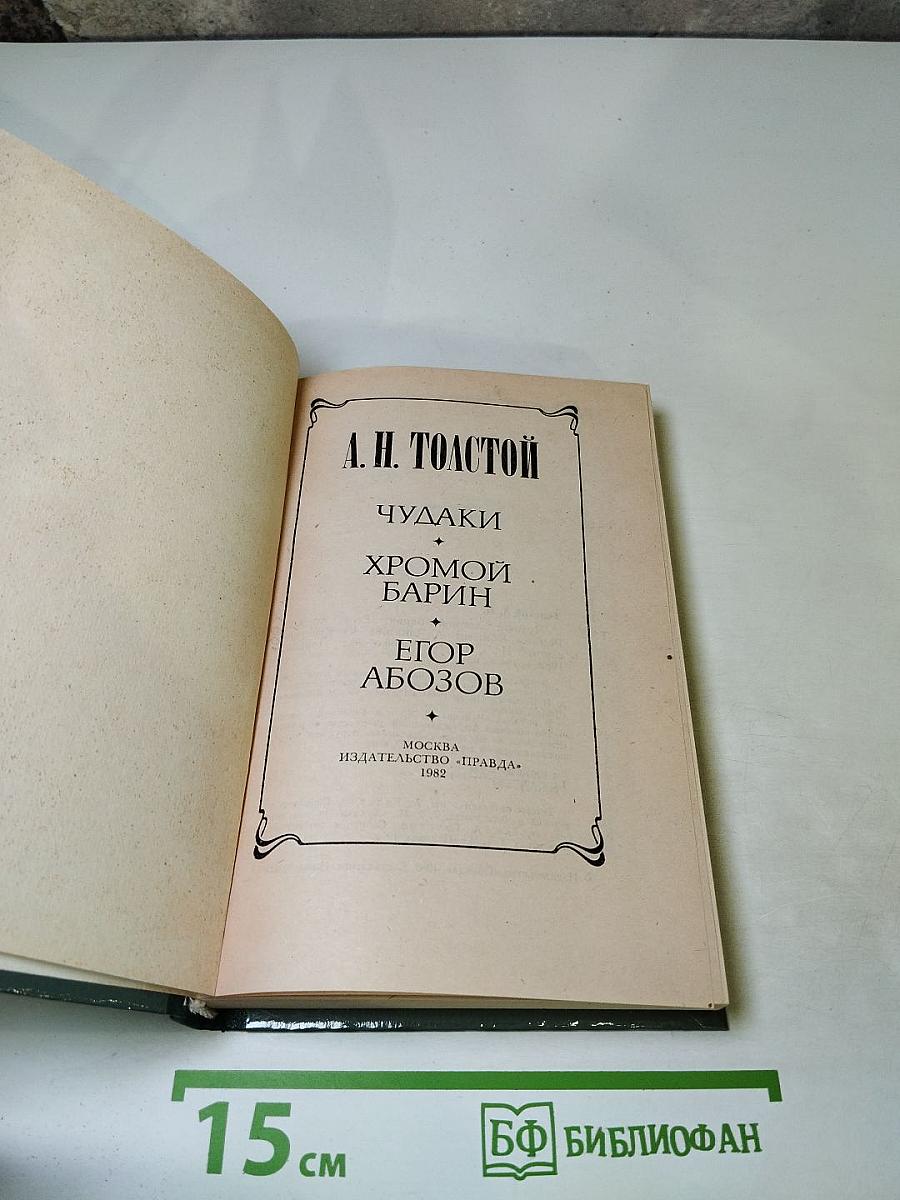 А. Н. ТОЛСТОЙ
ЧУДАКИ
ХРОМОЙ
БАРИН
ЕГОР
АБОЗОВ
МОСКВА
ИЗДАТЕЛЬСТВО «ПРАВДА»
1982
15 см
БФ БИБЛИОФАН